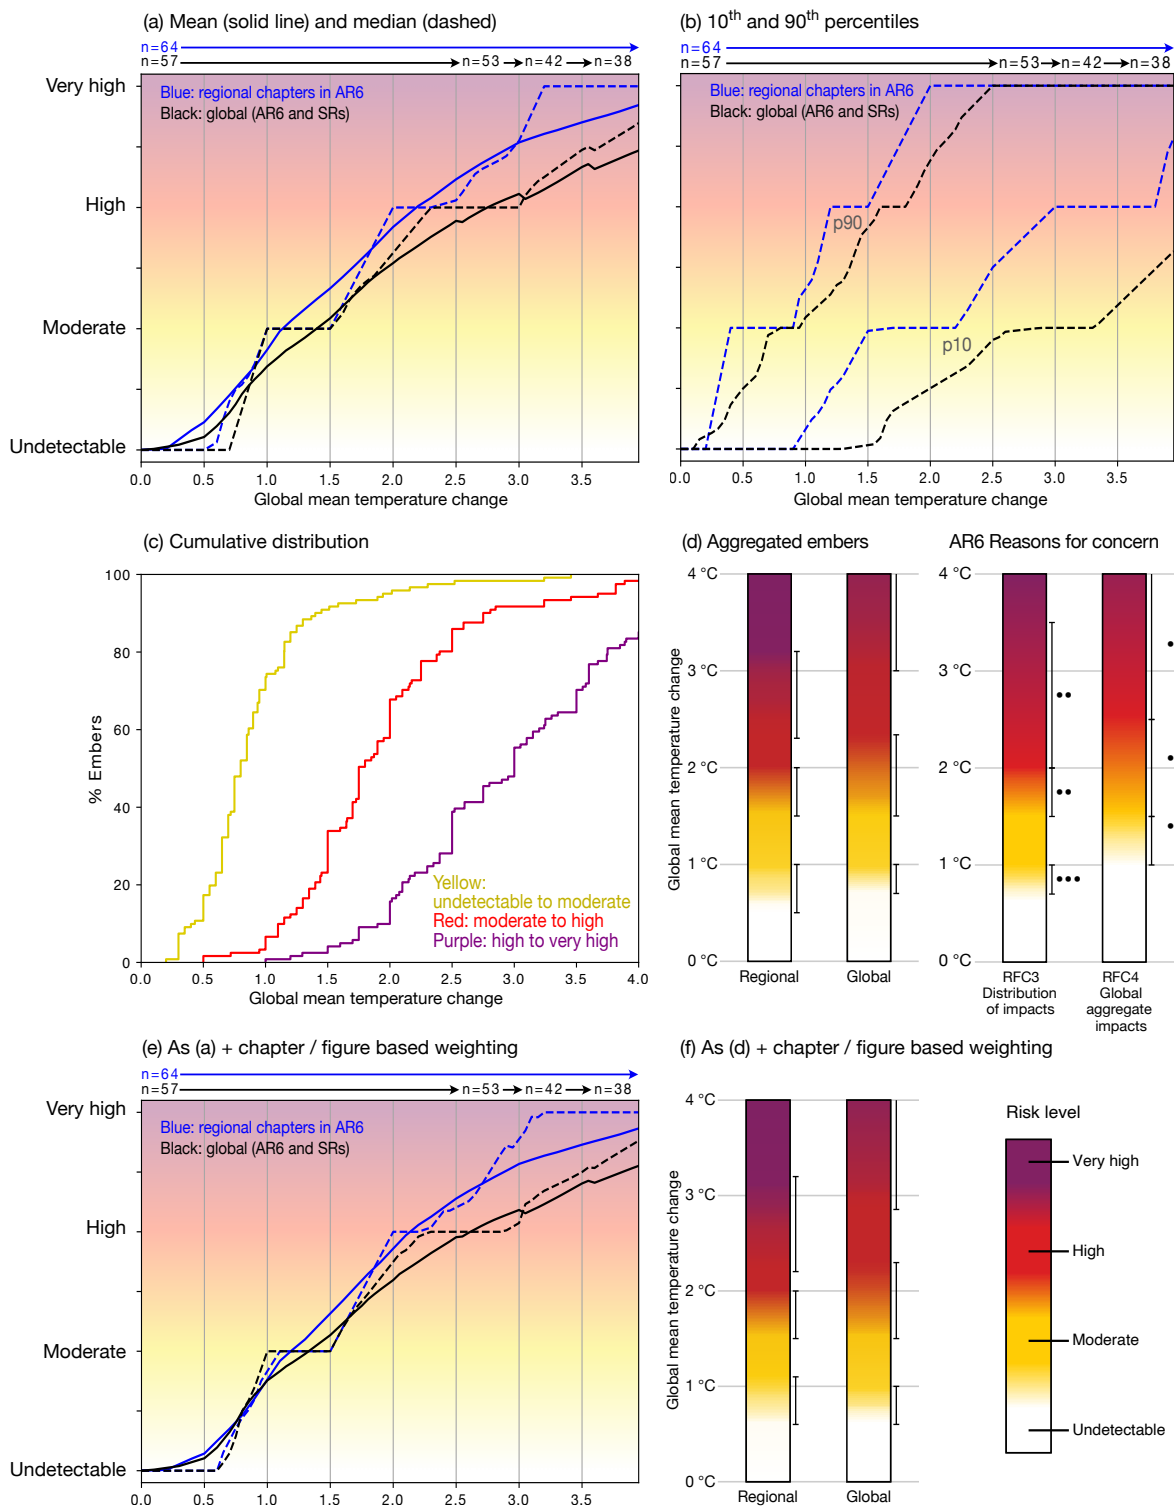 (a) Mean (solid line) and median (dashed)
n=64
n=57
n=53
n=42
n=38
Very high
High
Moderate
Undetectable
Blue: regional chapters in AR6
Black: global (AR6 and SRs)
0.0 0.5 1.0 1.5 2.0 2.5 3.0 3.5
Global mean temperature change
(b) 10th and 90th percentiles
n=64
n=57
n=53
n=42
n=38
Blue: regional chapters in AR6
Black: global (AR6 and SRs)
p90
p10
0.0 0.5 1.0 1.5 2.0 2.5 3.0 3.5
Global mean temperature change
(c) Cumulative distribution
% Embers
100
80
60
40
20
0
Yellow:
undetectable to moderate
Red: moderate to high
Purple: high to very high
0.0 0.5 1.0 1.5 2.0 2.5 3.0 3.5 4.0
Global mean temperature change
(d) Aggregated embers
AR6 Reasons for concern
Global mean temperature change
4 °C
3 °C
2 °C
1 °C
0 °C
Regional
Global
4 °C
3 °C
2 °C
1 °C
0 °C
RFC3
Distribution
of impacts
RFC4
Global
aggregate
impacts
(e) As (a) + chapter / figure based weighting
n=64
n=57
n=53
n=42
n=38
Very high
High
Moderate
Undetectable
Blue: regional chapters in AR6
Black: global (AR6 and SRs)
0.0 0.5 1.0 1.5 2.0 2.5 3.0 3.5
Global mean temperature change
(f) As (d) + chapter / figure based weighting
Global mean temperature change
4 °C
3 °C
2 °C
1 °C
0 °C
Regional
Global
Risk level
Very high
High
Moderate
Undetectable